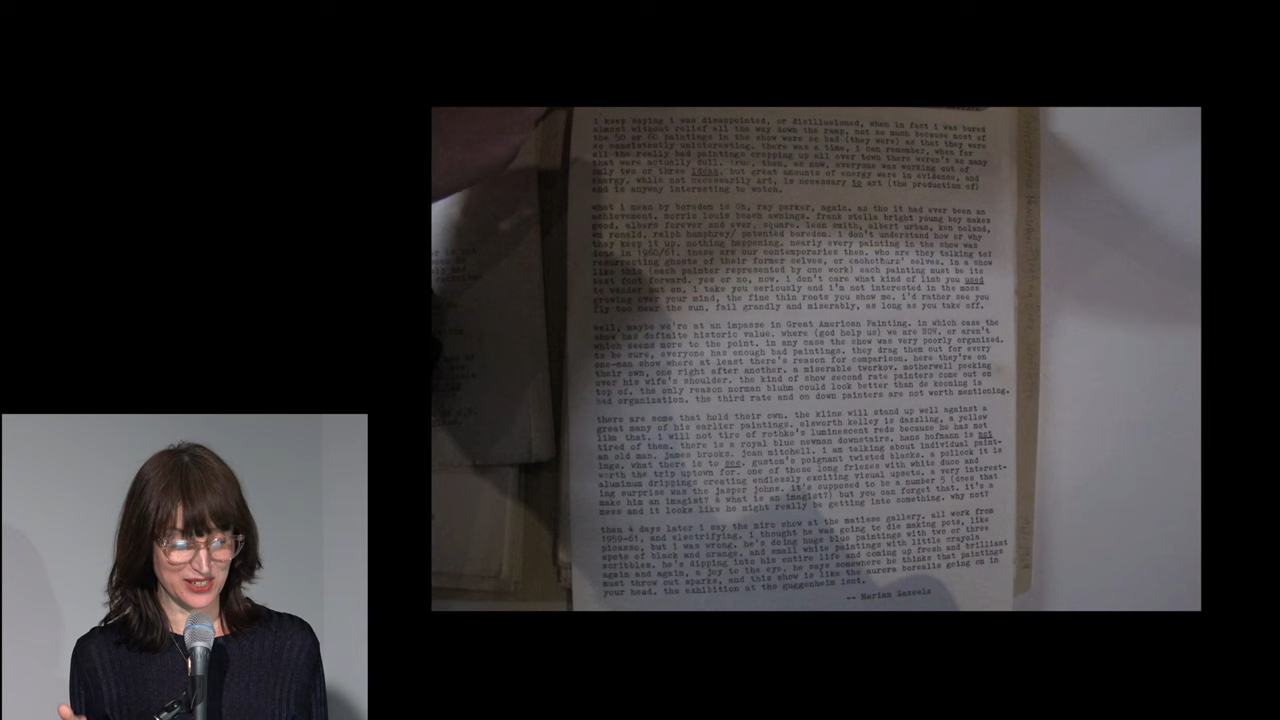 i keep saying i was disappointed, or disillusioned, when in fact i was bored
almost without relief all the way down the ramp. not so much because most of
the 50 or 60 paintings in the show were so bad (they were) as that they were
so consistently uninteresting. there was a time, i can remember, when for
all the really bad paintings cropping up all over town there weren't so many
that were actually dull. true, then, as now, everyone was working out of
only two or three ideas. but great amounts of energy were in evidence, and
energy, while not necessarily art, is necessary to art (the production of)
and is anyway interesting to watch.
what i mean by boredom is Oh, ray parker, again. as tho it had ever been an
achievement. morris louis beach awnings. frank stella bright young boy makes
good. albers forever and ever, square. leon smith, albert urban, ken noland,
wm ronald. ralph humphrey/ patented boredom. i don't understand how or why
they keep it up. nothing happening. nearly every painting in the show was
done in 1960/61. these are our contemporaries then. who are they talking to?
resurrecting ghosts of their former selves, or eachothers' selves. in a show
like this (each painter represented by one work) each painting must be its
best foot forward. yes or no, now. i don't care what kind of limb you used
to wander out on, i take you seriously and i'm not interested in the moss
growing over your mind, the fine thin roots you show me. i'd rather see you
fly too near the sun, fail grandly and miserably, as long as you take off.
well, maybe we're at an impasse in Great American Painting. in which case the
show has definite historic value. where (god help us) we are NOW. or aren't
which seems more to the point. in any case the show was very poorly organized.
to be sure, everyone has enough bad paintings. they drag them out for every
one-man show where at least there's reason for comparison. here they're on
their own, one right after another. a miserable tworkov. motherwell peeking
over his wife's shoulder. the kind of show second rate painters come out on
top of. the only reason norman bluhm could look better than de kooning is
bad organization. the third rate and on down painters are not worth mentioning.
there are some that hold their own. the kline will stand up well against a
great many of his earlier paintings. elsworth kelley is dazzling, a yellow
like that. i will not tire of rothko's luminescent reds because he has not
tired of them. there is a royal blue newman downstairs. hans hofmann is not
an old man. james brooks. joan mitchell. i am talking about individual paint-
ings. what there is to see. guston's poignant twisted blacks. a pollock it is
worth the trip uptown for. one of those long friezes with white duco and
aluminum drippings creating endlessly exciting visual upsets. a very interest-
ing surprise was the jasper johns. it's supposed to be a number 5 (does that
make him an imagist? & what is an imagist?) but you can forget that. it's a
mess and it looks like he might really be getting into something. why not?
than 4 days later i say the miro show at the matisse gallery. all work from
1959-61, and electrifying. i thought he was going to die making pots, like
picasso, but i was wrong. he's doing huge blue paintings with two or three
spots of black and orange. and small white paintings with little crayola
scribbles. he's dipping into his entire life and coming up fresh and brilliant
again and again, a joy to the eye. he says somewhere he thinks that paintings
must throw out sparks, and this show is like the aurora borealis going on in
your head. the exhibition at the guggenheim isnt.
-- Marian Zazeela